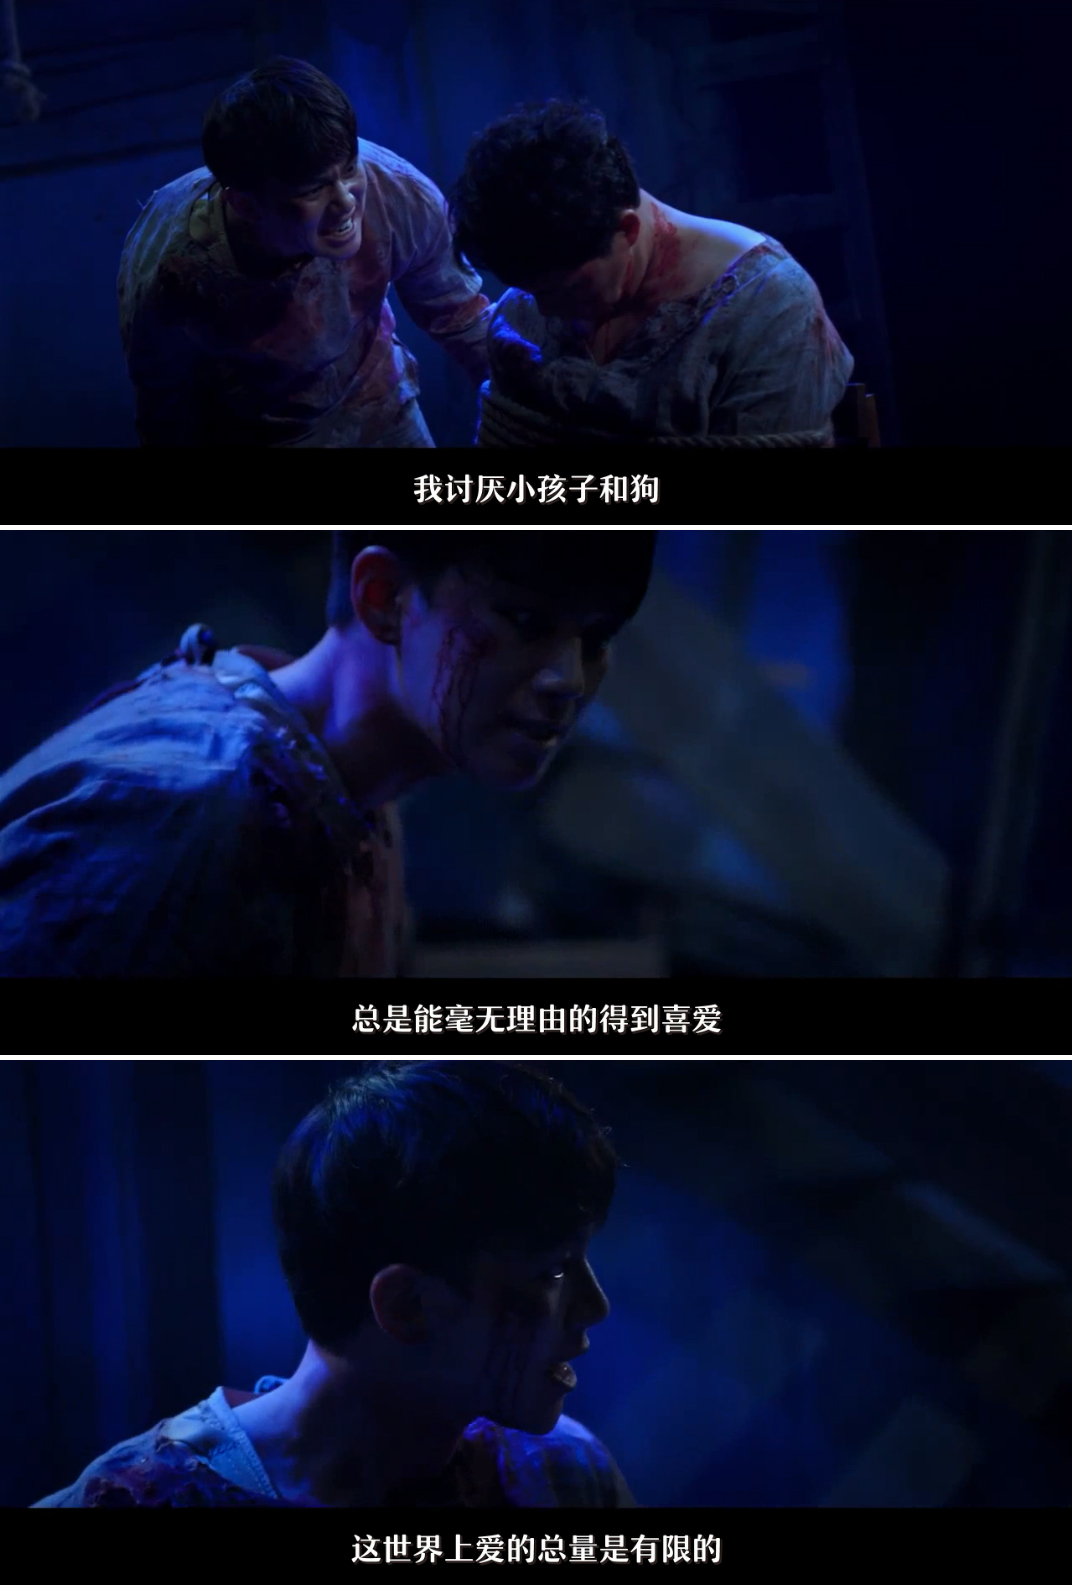 我讨厌小孩子和狗
总是能毫无理由的得到喜爱
这世界上爱的总量是有限的